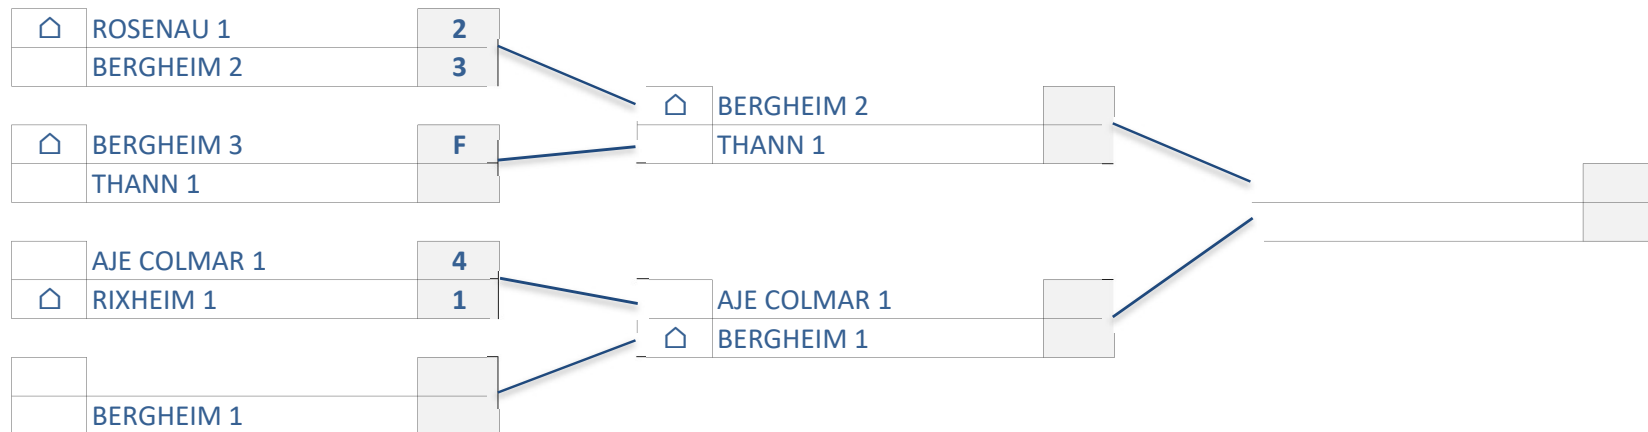 ROSENAU 1 2
BERGHEIM 2 3
BERGHEIM 3 F
THANN 1
AJE COLMAR 1 4
RIXHEIM 1 1
BERGHEIM 1
BERGHEIM 2
THANN 1
AJE COLMAR 1
BERGHEIM 1